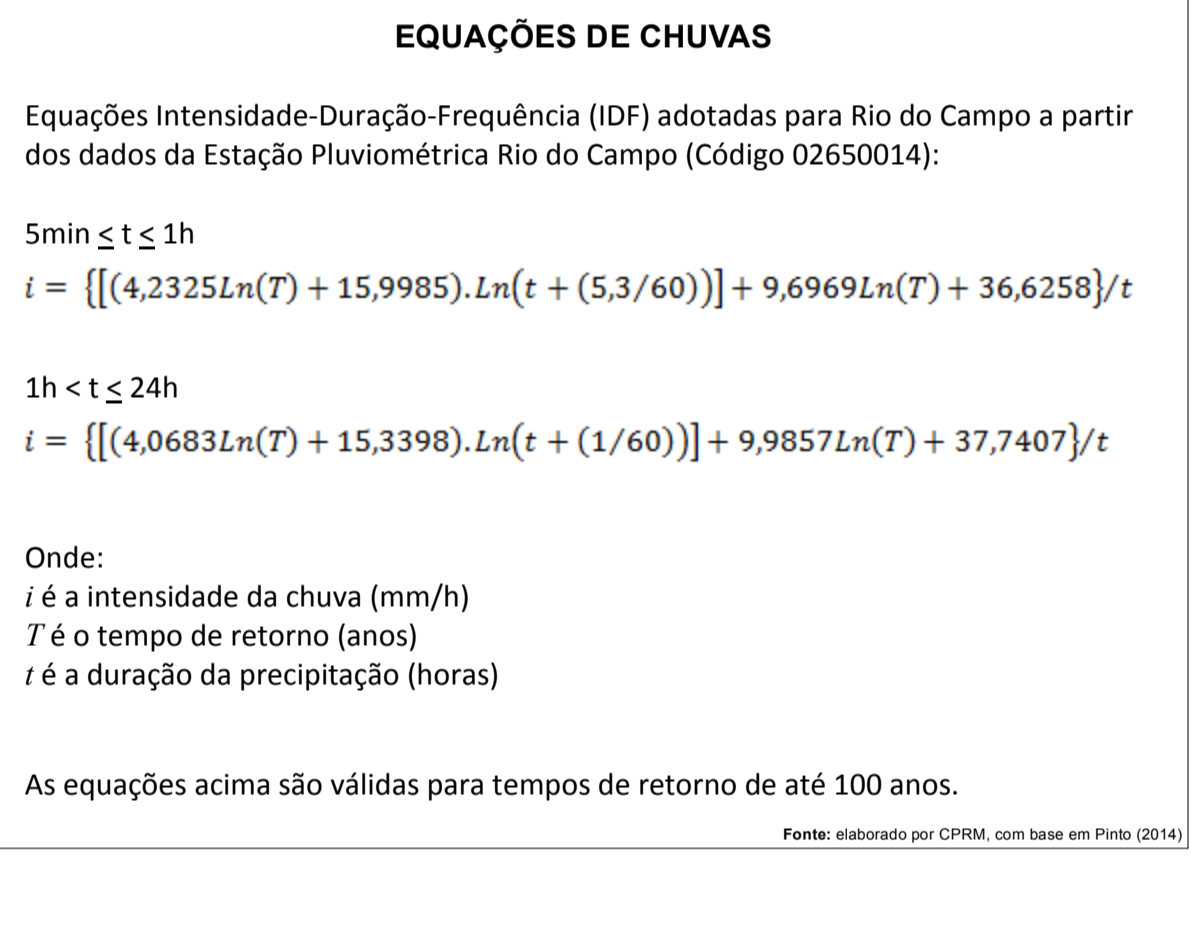 EQUAÇÕES DE CHUVAS
Equações Intensidade-Duração-Frequência (IDF) adotadas para Rio do Campo a partir
dos dados da Estação Pluviométrica Rio do Campo (Código 02650014):
5min ≤ t ≤ 1h
i = {[(4,2325Ln(T) + 15,9985).Ln(t + (5,3/60))] + 9,6969Ln(T) + 36,6258}/t
1h < t ≤ 24h
i = {[(4,0683Ln(T) + 15,3398).Ln(t + (1/60))] + 9,9857Ln(T) + 37,7407}/t
Onde:
i é a intensidade da chuva (mm/h)
T é o tempo de retorno (anos)
t é a duração da precipitação (horas)
As equações acima são válidas para tempos de retorno de até 100 anos.
Fonte: elaborado por CPRM, com base em Pinto (2014)